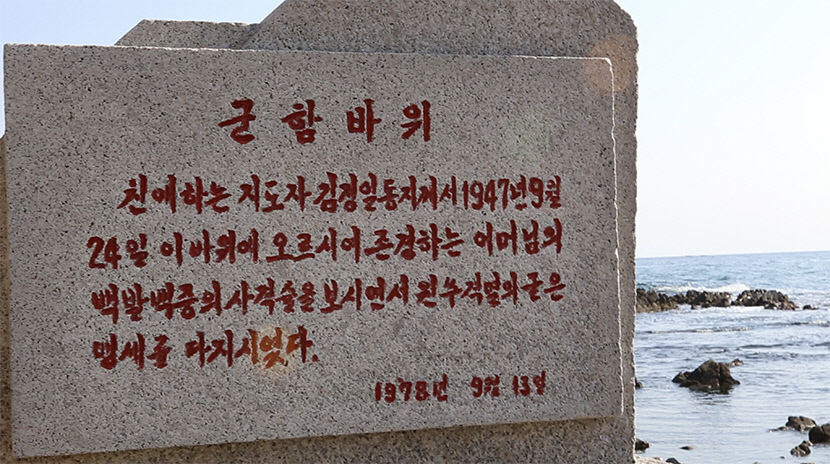 군 함 바 위
친애하는 지도자 김정일동지께서 1947년 9월
24일 이 바위에 오르시여 존경하는 어머님의
백발백중의 사격술을 보시면서 원쑤격멸의 굳은
맹세를 다지시였다.
1978년 9월 13일